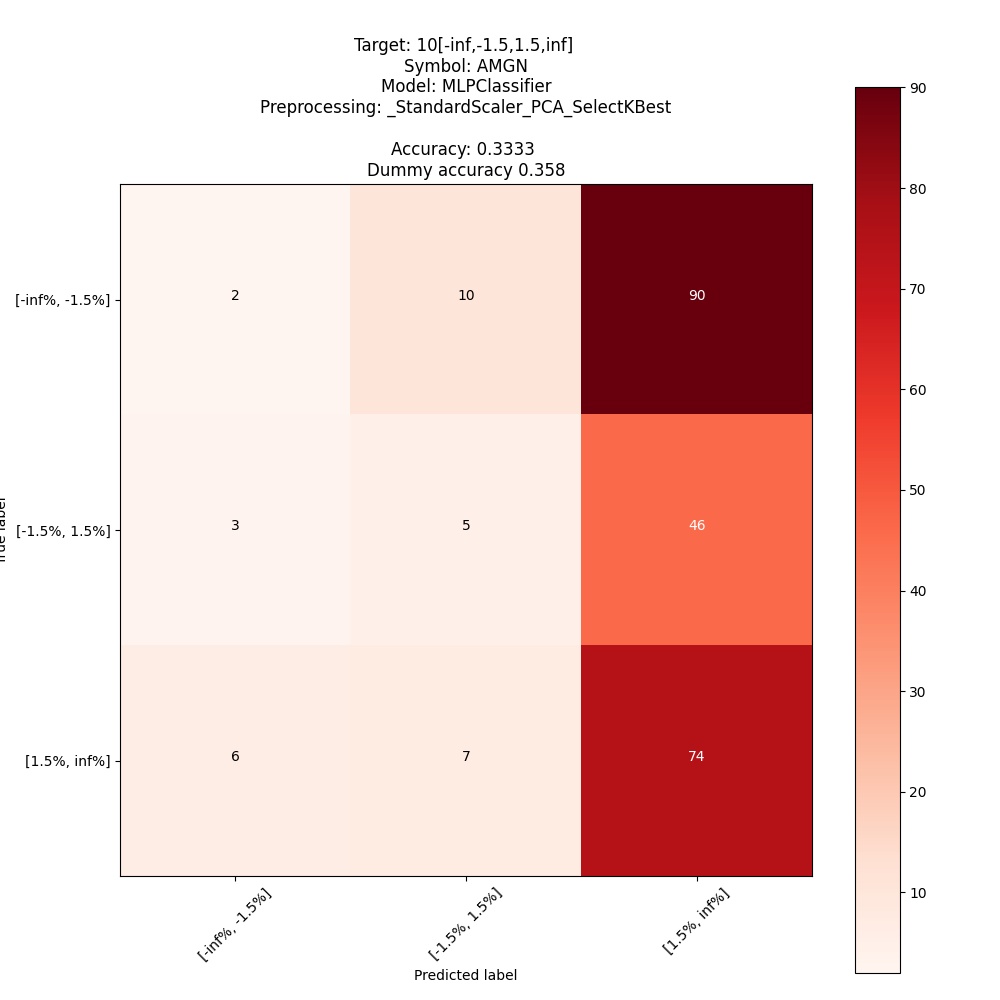 Target: 10[-inf,-1.5,1.5,inf]
Symbol: AMGN
Model: MLPClassifier
Preprocessing: _StandardScaler_PCA_SelectKBest
Accuracy: 0.3333
Dummy accuracy 0.358
[-inf%, -1.5%]
2
10
90
[-1.5%, 1.5%]
3
5
46
[1.5%, inf%]
6
7
74
[-inf%, -1.5%]
[-1.5%, 1.5%]
[1.5%, inf%]
Predicted label
90
80
70
60
50
40
30
20
10